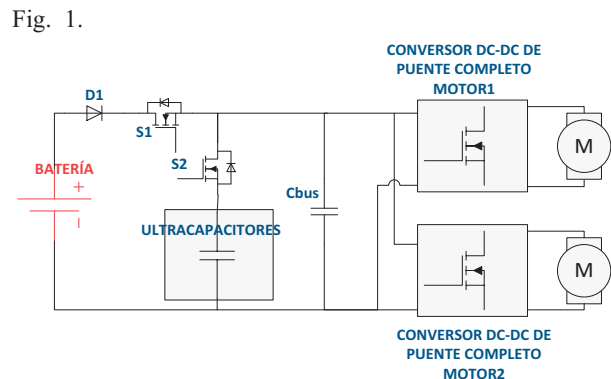 Fig. 1.
CONVERSOR DC-DC DE
PUENTE COMPLETO
MOTOR1
D1
S1
S2
M
BATERÍA
+
−
Cbus
ULTRACAPACITORES
M
CONVERSOR DC-DC DE
PUENTE COMPLETO
MOTOR2